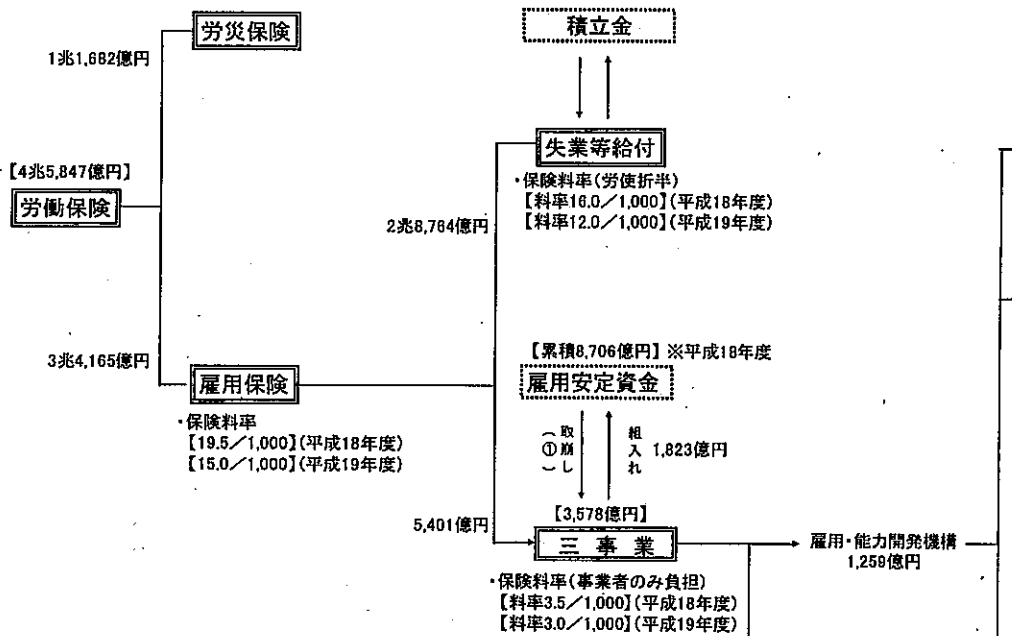 労災保険
積立金
1兆1,682億円
失業等給付
・保険料率(労使折半)
【料率16.0/1,000】(平成18年度)
【料率12.0/1,000】(平成19年度)
【4兆5,847億円】
労働保険
2兆8,764億円
3兆4,165億円
【累積8,706億円】※平成18年度
雇用保険
雇用安定資金
・保険料率
【19.5/1,000】(平成18年度)
【15.0/1,000】(平成19年度)
(取崩し①)
組入れ
1,823億円
5,401億円
【3,578億円】
三事業
雇用・能力開発機構
1,259億円
・保険料率(事業者のみ負担)
【料率3.5/1,000】(平成18年度)
【料率3.0/1,000】(平成19年度)